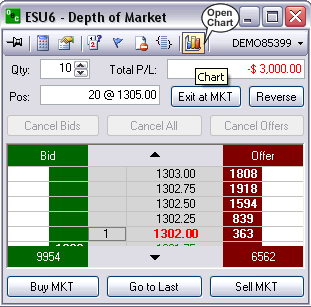 ESU6 - Depth of Market
Open
Chart
DEMO85399
Qty: 10 Total P/L: -$ 3,000.00
Chart
Pos: 20 @ 1305.00 Exit at MKT Reverse
Cancel Bids Cancel All Cancel Offers
Bid Offer
1303.00 1808
1302.75 1918
1302.50 1594
1302.25 839
1 1302.00 363
9954 6562
Buy MKT Go to Last Sell MKT